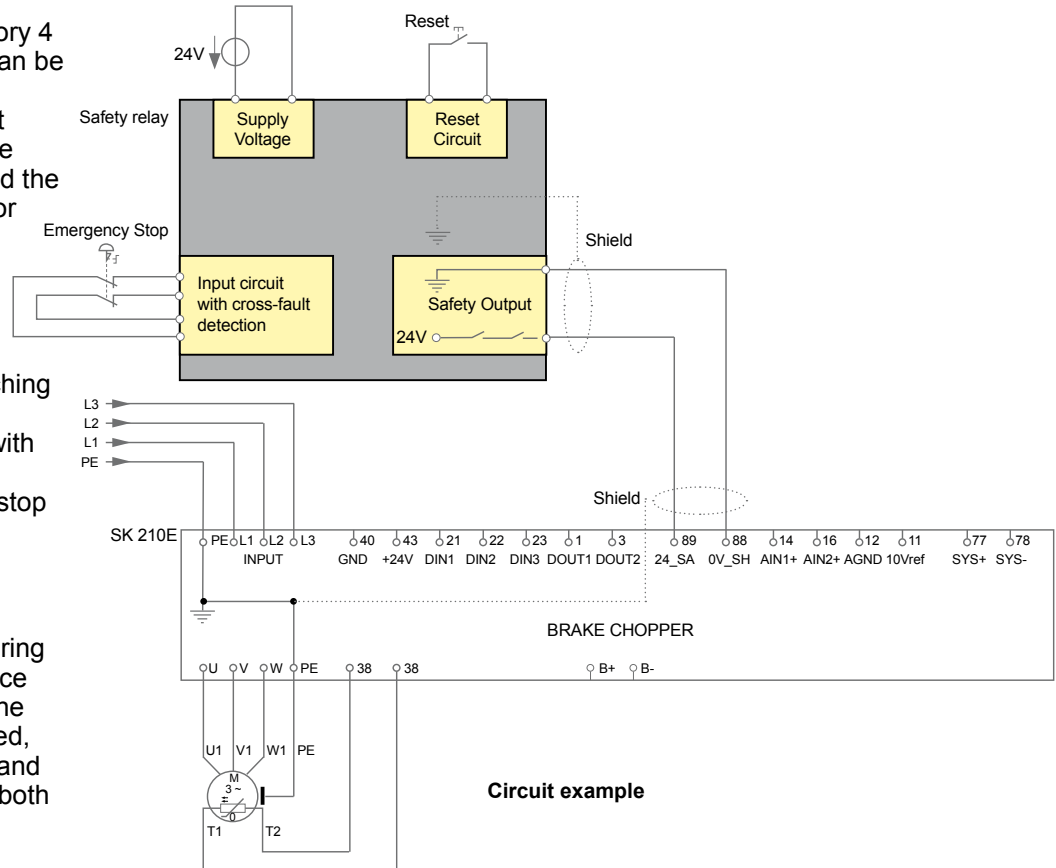 ory 4
an be
t
e
d the
or
ching
with
stop
ring
ce
he
ed,
and
both
Reset
24V
Safety relay
Supply
Voltage
Reset
Circuit
Emergency Stop
Shield
Input circuit
with cross-fault
detection
Safety Output
24V
L3
L2
L1
PE
Shield
SK 210E
PE L1 L2 L3 40 43 21 22 23 1 3 89 88 14 16 12 11 77 78
INPUT GND +24V DIN1 DIN2 DIN3 DOUT1 DOUT2 24_SA 0V_SH AIN1+ AIN2+ AGND 10Vref SYS+ SYS-
BRAKE CHOPPER
U V W PE 38 38 B+ B-
U1 V1 W1 PE
M
3 ~
Circuit example
T1 T2